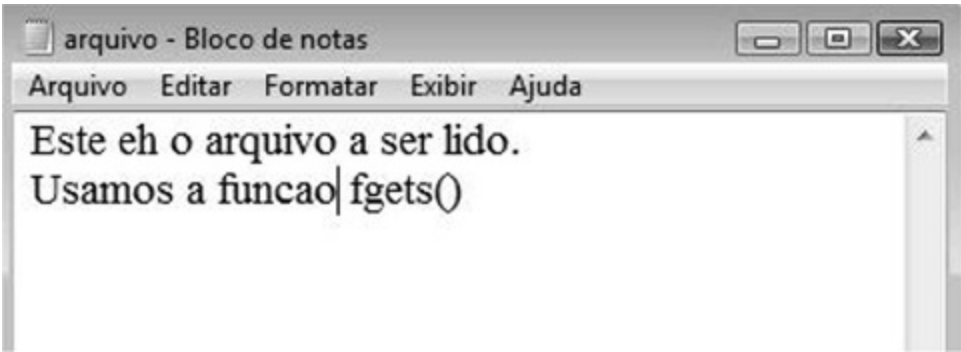 arquivo - Bloco de notas
Arquivo Editar Formatar Exibir Ajuda
Este eh o arquivo a ser lido.
Usamos a funcao fgets()